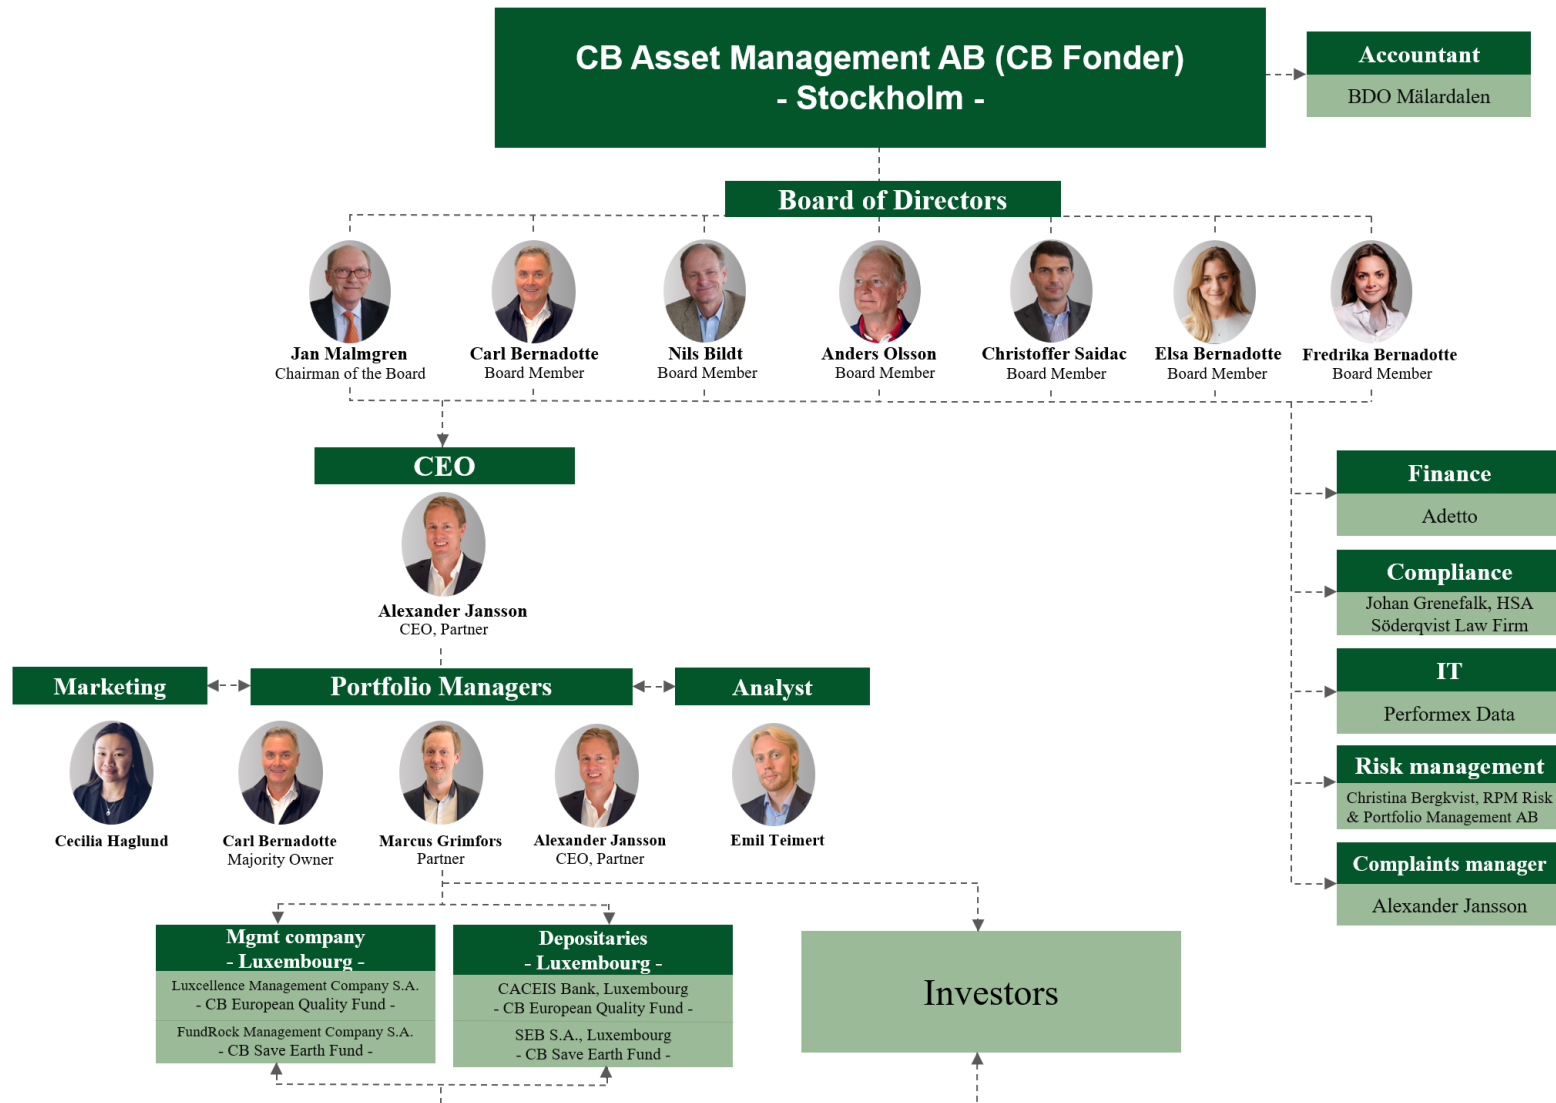 CB Asset Management AB (CB Fonder)
- Stockholm -
Accountant
BDO Mälardalen
Board of Directors
Jan Malmgren
Chairman of the Board
Carl Bernadotte
Board Member
Nils Bildt
Board Member
Anders Olsson
Board Member
Christoffer Saidac
Board Member
Elsa Bernadotte
Board Member
Fredrika Bernadotte
Board Member
CEO
Alexander Jansson
CEO, Partner
Finance
Adetto
Compliance
Johan Grenefalk, HSA
Söderqvist Law Firm
IT
Performex Data
Risk management
Christina Bergkvist, RPM Risk
& Portfolio Management AB
Complaints manager
Alexander Jansson
Marketing
Portfolio Managers
Analyst
Cecilia Haglund
Carl Bernadotte
Majority Owner
Marcus Grimfors
Partner
Alexander Jansson
CEO, Partner
Emil Teimert
Mgmt company
- Luxembourg -
Luxcellence Management Company S.A.
- CB European Quality Fund -
FundRock Management Company S.A.
- CB Save Earth Fund -
Depositaries
- Luxembourg -
CACEIS Bank, Luxembourg
- CB European Quality Fund -
SEB S.A., Luxembourg
- CB Save Earth Fund -
Investors